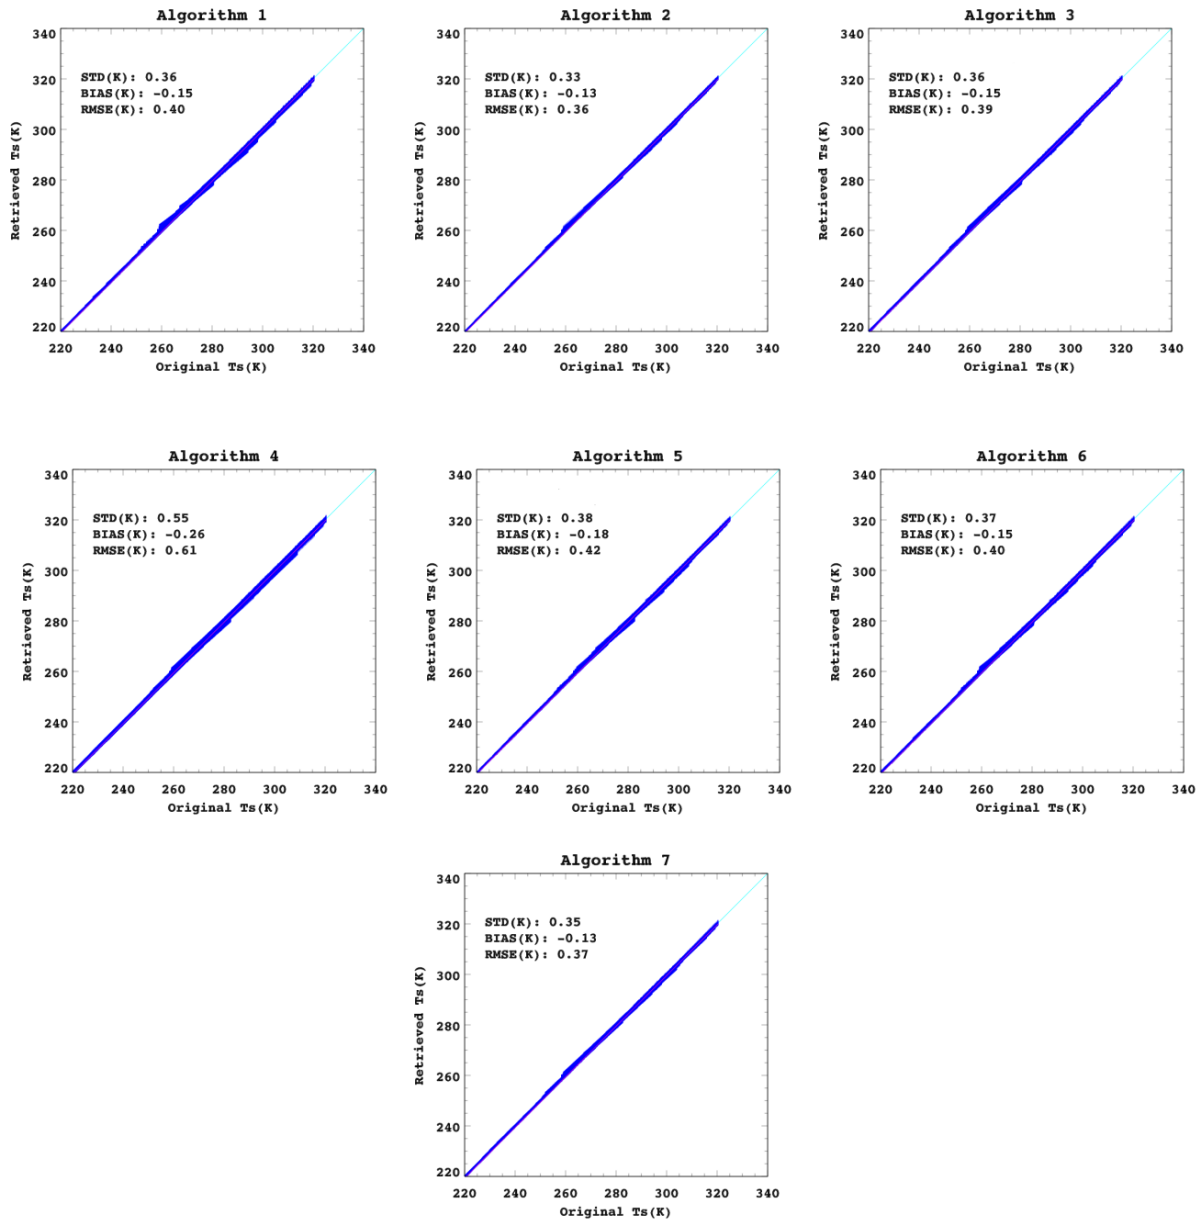 Algorithm 1
340
320
300
280
260
240
220
STD(K): 0.36
BIAS(K): -0.15
RMSE(K): 0.40
Retrieved Ts(K)
220 240 260 280 300 320 340
Original Ts(K)
Algorithm 2
340
320
300
280
260
240
220
STD(K): 0.33
BIAS(K): -0.13
RMSE(K): 0.36
Retrieved Ts(K)
220 240 260 280 300 320 340
Original Ts(K)
Algorithm 3
340
320
300
280
260
240
220
STD(K): 0.36
BIAS(K): -0.15
RMSE(K): 0.39
Retrieved Ts(K)
220 240 260 280 300 320 340
Original Ts(K)
Algorithm 4
340
320
300
280
260
240
220
STD(K): 0.55
BIAS(K): -0.26
RMSE(K): 0.61
Retrieved Ts(K)
220 240 260 280 300 320 340
Original Ts(K)
Algorithm 5
340
320
300
280
260
240
220
STD(K): 0.38
BIAS(K): -0.18
RMSE(K): 0.42
Retrieved Ts(K)
220 240 260 280 300 320 340
Original Ts(K)
Algorithm 6
340
320
300
280
260
240
220
STD(K): 0.37
BIAS(K): -0.15
RMSE(K): 0.40
Retrieved Ts(K)
220 240 260 280 300 320 340
Original Ts(K)
Algorithm 7
340
320
300
280
260
240
220
STD(K): 0.35
BIAS(K): -0.13
RMSE(K): 0.37
Retrieved Ts(K)
220 240 260 280 300 320 340
Original Ts(K)